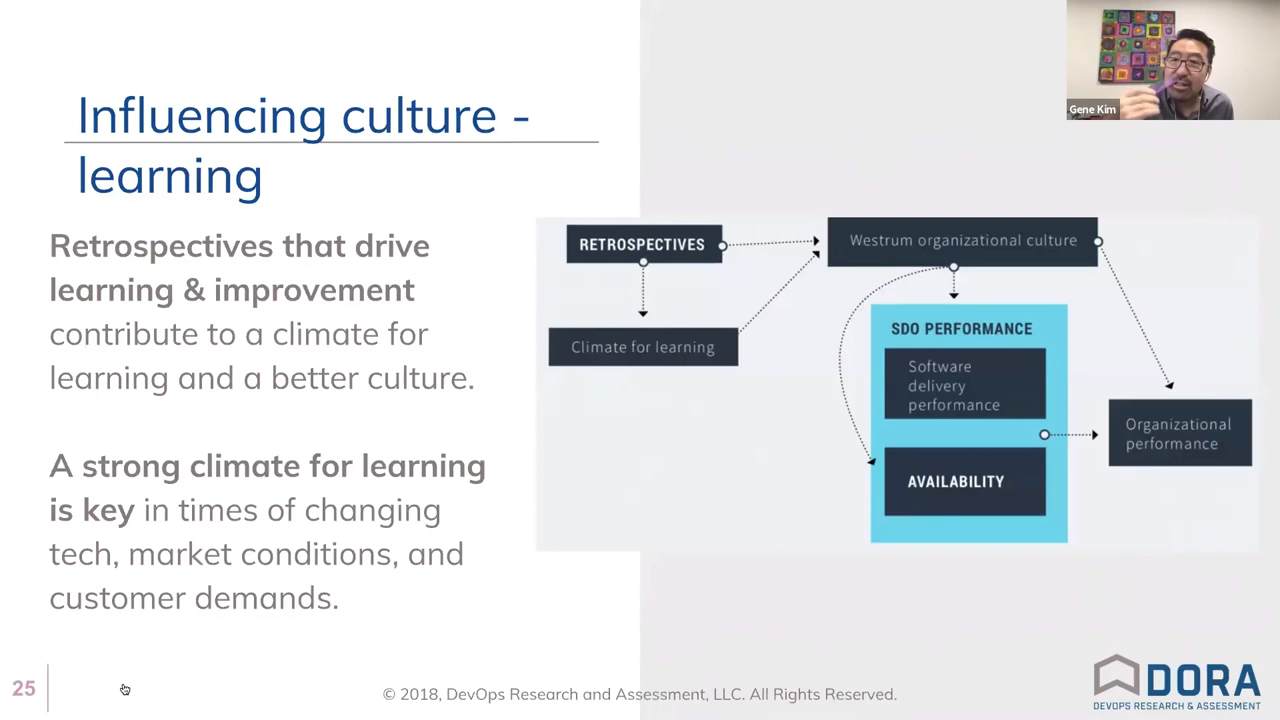 Influencing culture -
learning
Retrospectives that drive
learning & improvement
contribute to a climate for
learning and a better culture.
A strong climate for learning
is key in times of changing
tech, market conditions, and
customer demands.
RETROSPECTIVES
Westrum organizational culture
Climate for learning
SDO PERFORMANCE
Software
delivery
performance
AVAILABILITY
Organizational
performance
Gene Kim
25
© 2018, DevOps Research and Assessment, LLC. All Rights Reserved.
DORA
DEVOPS RESEARCH & ASSESSMENT